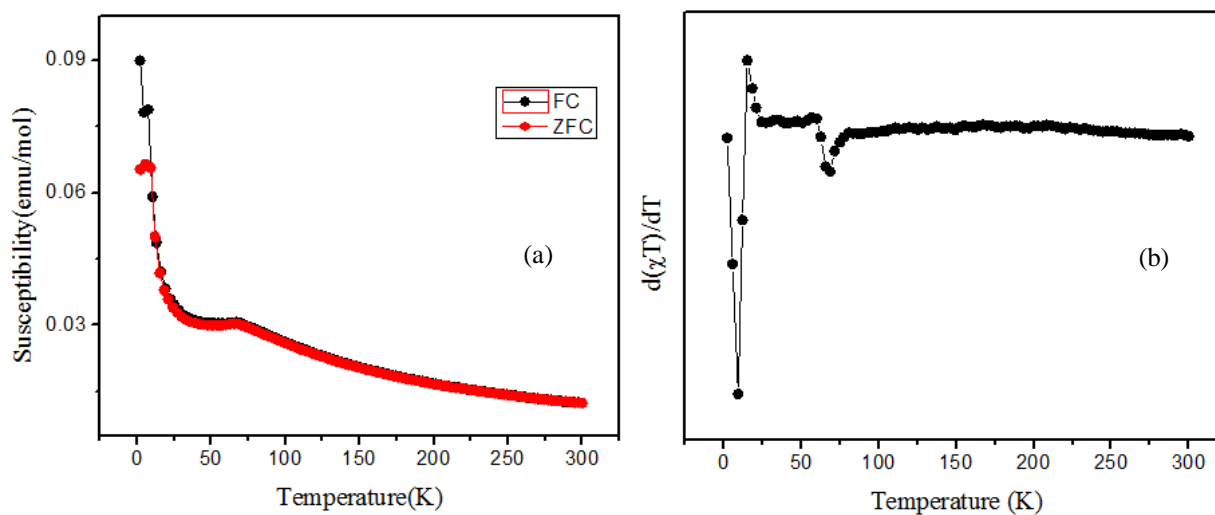 0.09
0.06
0.03
Susceptibility(emu/mol)
FC
ZFC
(a)
0 50 100 150 200 250 300
Temperature(K)
d(χT)/dT
(b)
0 50 100 150 200 250 300
Temperature (K)